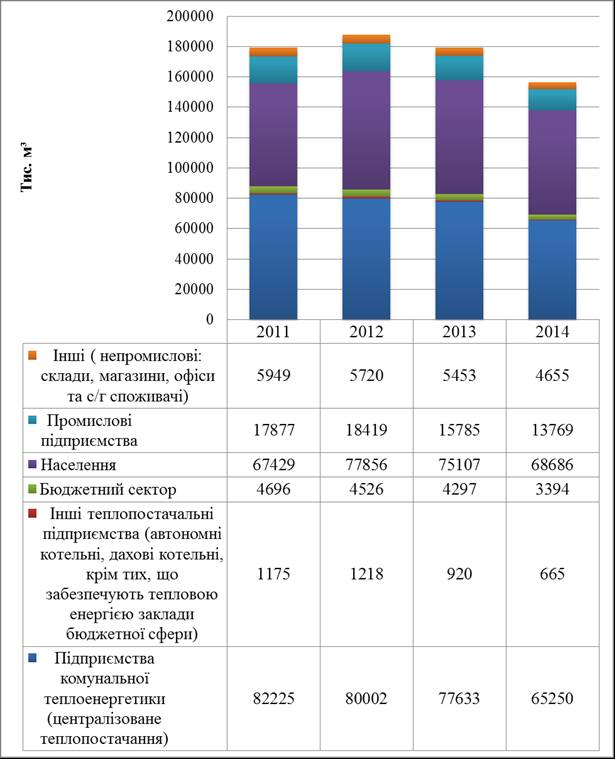 200000
180000
160000
140000
120000
100000
80000
60000
40000
20000
0
Тис. м³
2011 2012 2013 2014
Інші ( непромислові:
склади, магазини, офіси
та с/г споживачі)
5949 5720 5453 4655
Промислові
підприємства
17877 18419 15785 13769
Населення 67429 77856 75107 68686
Бюджетний сектор 4696 4526 4297 3394
Інші теплопостачальні
підприємства (автономні
котельні, дахові котельні,
крім тих, що
забезпечують тепловою
енергією заклади
бюджетної сфери)
1175 1218 920 665
Підприємства
комунальної
теплоенергетики
(централізоване
теплопостачання)
82225 80002 77633 65250